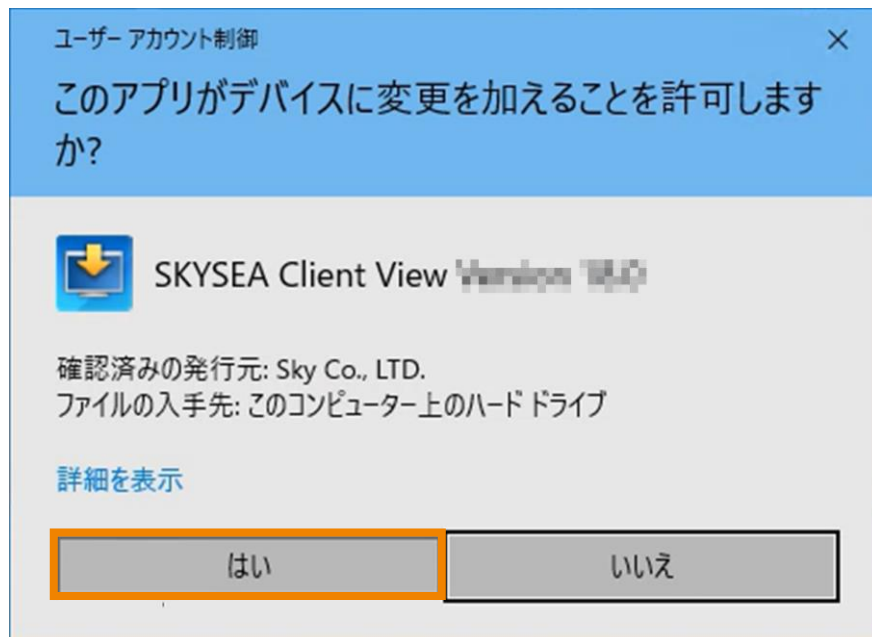 ユーザー アカウント制御
このアプリがデバイスに変更を加えることを許可します
か?
SKYSEA Client View
確認済みの発行元: Sky Co., LTD.
ファイルの入手先: このコンピューター上のハード ドライブ
詳細を表示
はい
いいえ